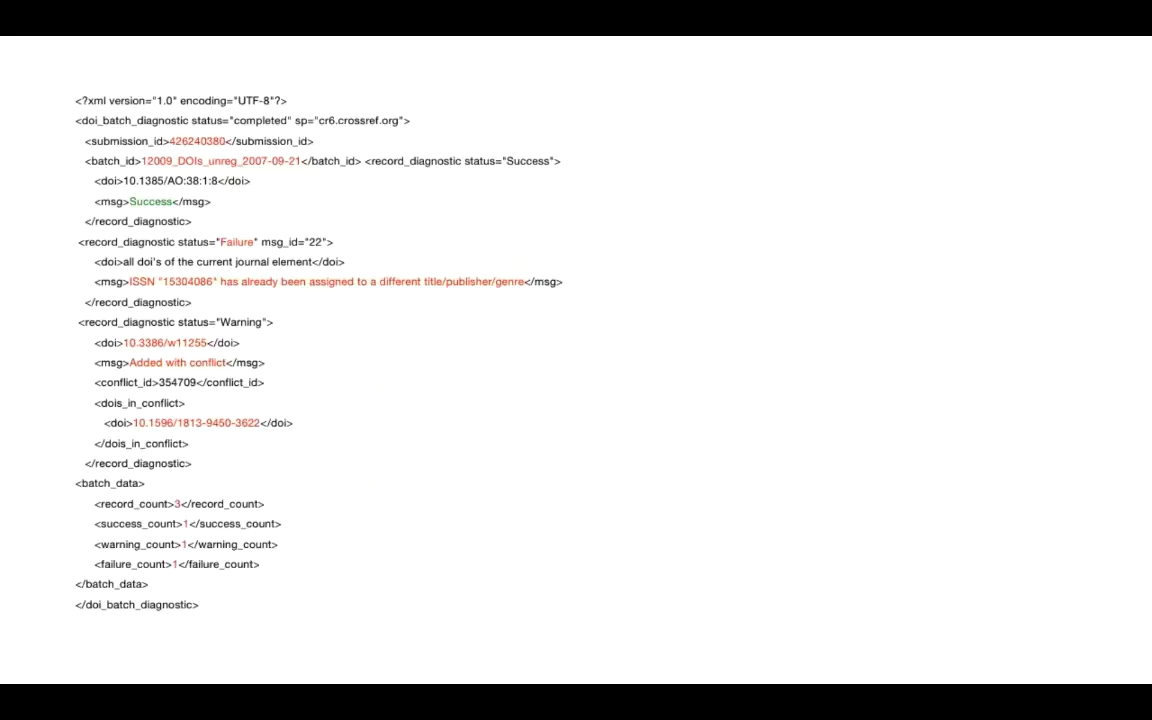 <?xml version="1.0" encoding="UTF-8"?>
<doi_batch_diagnostic status="completed" sp="cr6.crossref.org">
<submission_id>426240380</submission_id>
<batch_id>12009_DOIs_unreg_2007-09-21</batch_id> <record_diagnostic status="Success">
<doi>10.1385/AO:38:1:8</doi>
<msg>Success</msg>
</record_diagnostic>
<record_diagnostic status="Failure" msg_id="22">
<doi>all doi's of the current journal element</doi>
<msg>ISSN "15304086" has already been assigned to a different title/publisher/genre</msg>
</record_diagnostic>
<record_diagnostic status="Warning">
<doi>10.3386/w11255</doi>
<msg>Added with conflict</msg>
<conflict_id>354709</conflict_id>
<dois_in_conflict>
<doi>10.1596/1813-9450-3622</doi>
</dois_in_conflict>
</record_diagnostic>
<batch_data>
<record_count>3</record_count>
<success_count>1</success_count>
<warning_count>1</warning_count>
<failure_count>1</failure_count>
</batch_data>
</doi_batch_diagnostic>